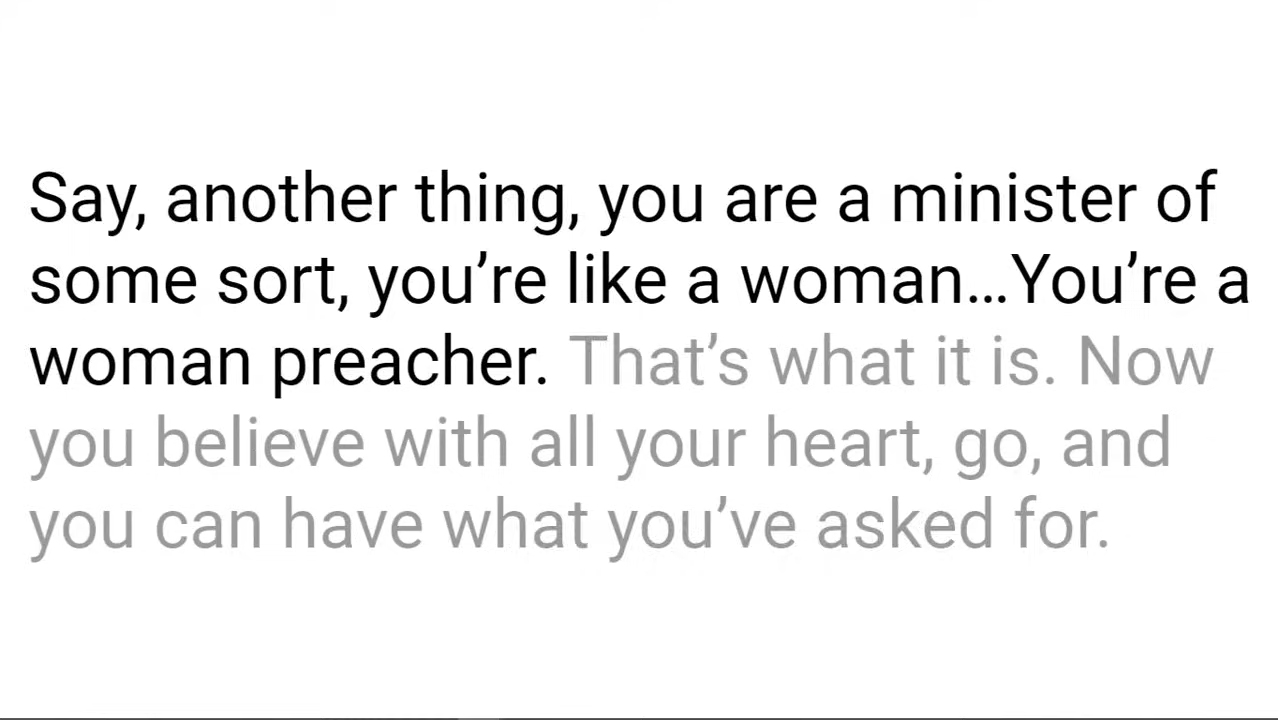 Say, another thing, you are a minister of
some sort, you’re like a woman…You’re a
woman preacher. That’s what it is. Now
you believe with all your heart, go, and
you can have what you’ve asked for.